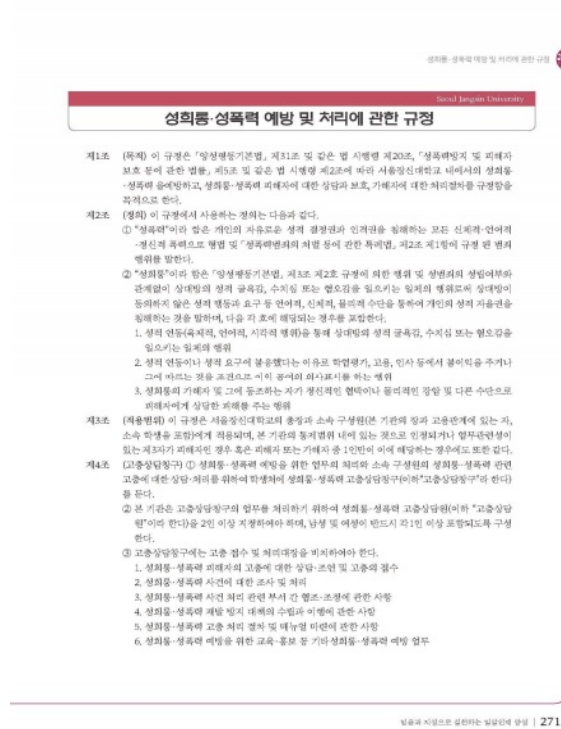 성희롱·성폭력 예방 및 처리에 관한 규정
Seoul Jangsin University
성희롱·성폭력 예방 및 처리에 관한 규정
제1조 (목적) 이 규정은 「양성평등기본법」 제31조 및 같은 법 시행령 제20조, 「성폭력방지 및 피해자
보호 등에 관한 법률」 제5조 및 같은 법 시행령 제2조에 따라 서울장신대학교 내에서의 성희롱
·성폭력 을예방하고, 성희롱·성폭력 피해자에 대한 상담과 보호, 가해자에 대한 처리절차를 규정함을
목적으로 한다.
제2조 (정의) 이 규정에서 사용하는 정의는 다음과 같다.
① "성폭력"이라 함은 개인의 자유로운 성적 결정권과 인격권을 침해하는 모든 신체적·언어적
·정신적 폭력으로 형법 및 「성폭력범죄의 처벌 등에 관한 특례법」 제2조 제1항에 규정 된 범죄
행위를 말한다.
② "성희롱"이라 함은 「양성평등기본법」 제3조 제2호 규정에 의한 행위 및 성범죄의 성립여부와
관계없이 상대방의 성적 굴욕감, 수치심 또는 혐오감을 일으키는 일체의 행위로써 상대방이
동의하지 않은 성적 행동과 요구 등 언어적, 신체적, 물리적 수단을 통하여 개인의 성적 자율권을
침해하는 것을 말하며, 다음 각 호에 해당되는 경우를 포함한다.
1. 성적 언동(육체적, 언어적, 시각적 행위)을 통해 상대방의 성적 굴욕감, 수치심 또는 혐오감을
일으키는 일체의 행위
2. 성적 언동이나 성적 요구에 불응했다는 이유로 학업평가, 고용, 인사 등에서 불이익을 주거나
그에 따르는 것을 조건으로 이익 공여의 의사표시를 하는 행위
3. 성희롱의 가해자 및 그에 동조하는 자가 정신적인 협박이나 물리적인 강압 및 다른 수단으로
피해자에게 상당한 피해를 주는 행위
제3조 (적용범위) 이 규정은 서울장신대학교의 총장과 소속 구성원(본 기관의 장과 고용관계에 있는 자,
소속 학생을 포함)에게 적용되며, 본 기관의 통제범위 내에 있는 것으로 인정되거나 업무관련성이
있는 제3자가 피해자인 경우 혹은 피해자 또는 가해자 중 1인만이 이에 해당하는 경우에도 또한 같다.
제4조 (고충상담창구) ① 성희롱·성폭력 예방을 위한 업무의 처리와 소속 구성원의 성희롱·성폭력 관련
고충에 대한 상담·처리를 위하여 학생처에 성희롱·성폭력 고충상담창구(이하"고충상담창구"라 한다)
를 둔다.
② 본 기관은 고충상담창구의 업무를 처리하기 위하여 성희롱·성폭력 고충상담원(이하 "고충상담
원"이라 한다)을 2인 이상 지정하여야 하며, 남성 및 여성이 반드시 각1인 이상 포함되도록 구성
한다.
③ 고충상담창구에는 고충 접수 및 처리대장을 비치하여야 한다.
1. 성희롱·성폭력 피해자의 고충에 대한 상담·조언 및 고충의 접수
2. 성희롱·성폭력 사건에 대한 조사 및 처리
3. 성희롱·성폭력 사건 처리 관련 부서 간 협조·조정에 관한 사항
4. 성희롱·성폭력 재발 방지 대책의 수립과 이행에 관한 사항
5. 성희롱·성폭력 고충 처리 절차 및 매뉴얼 마련에 관한 사항
6. 성희롱·성폭력 예방을 위한 교육·홍보 등 기타성희롱·성폭력 예방 업무
믿음과 지성으로 실천하는 일꾼인재 양성 | 271